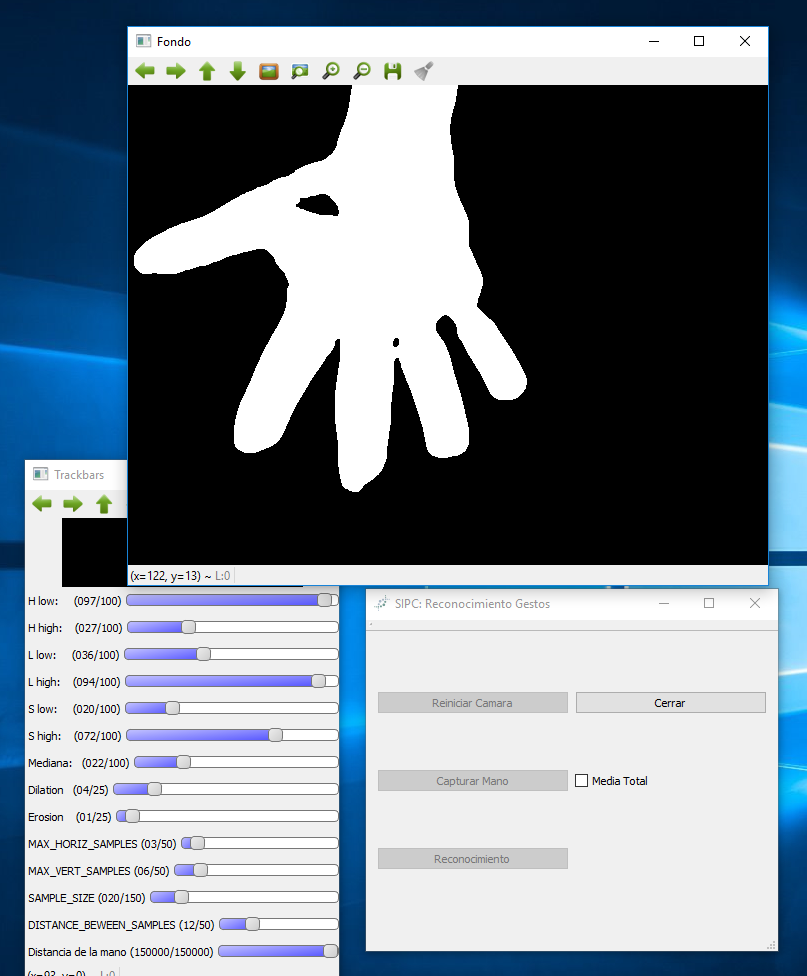 Fondo
(x=122, y=13) ~ L:0
Trackbars
H low: (097/100)
H high: (027/100)
L low: (036/100)
L high: (094/100)
S low: (020/100)
S high: (072/100)
Mediana: (022/100)
Dilation (04/25)
Erosion (01/25)
MAX_HORIZ_SAMPLES (03/50)
MAX_VERT_SAMPLES (06/50)
SAMPLE_SIZE (020/150)
DISTANCE_BEWEEN_SAMPLES (12/50)
Distancia de la mano (150000/150000)
(x=93, y=0) ~ L:0
SIPC: Reconocimiento Gestos
Reiniciar Camara
Cerrar
Capturar Mano
Media Total
Reconocimiento